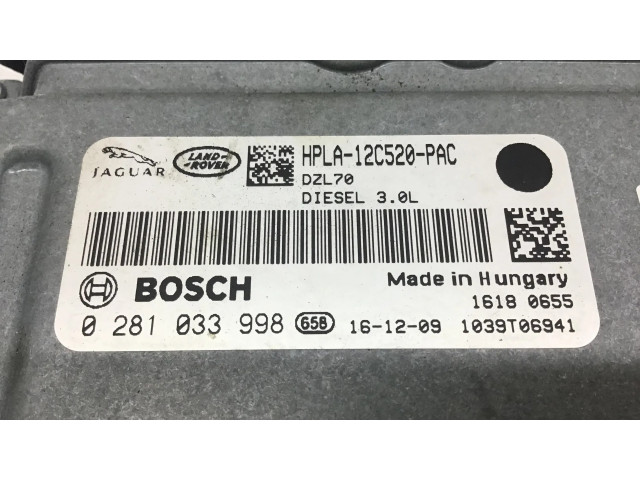 JAGUAR
LAND-
ROVER
HPLA-12C520-PAC
DZL70
DIESEL 3.0L
BOSCH
Made in Hungary
1618 0655
0 281 033 998 65B 16-12-09 1039T06941